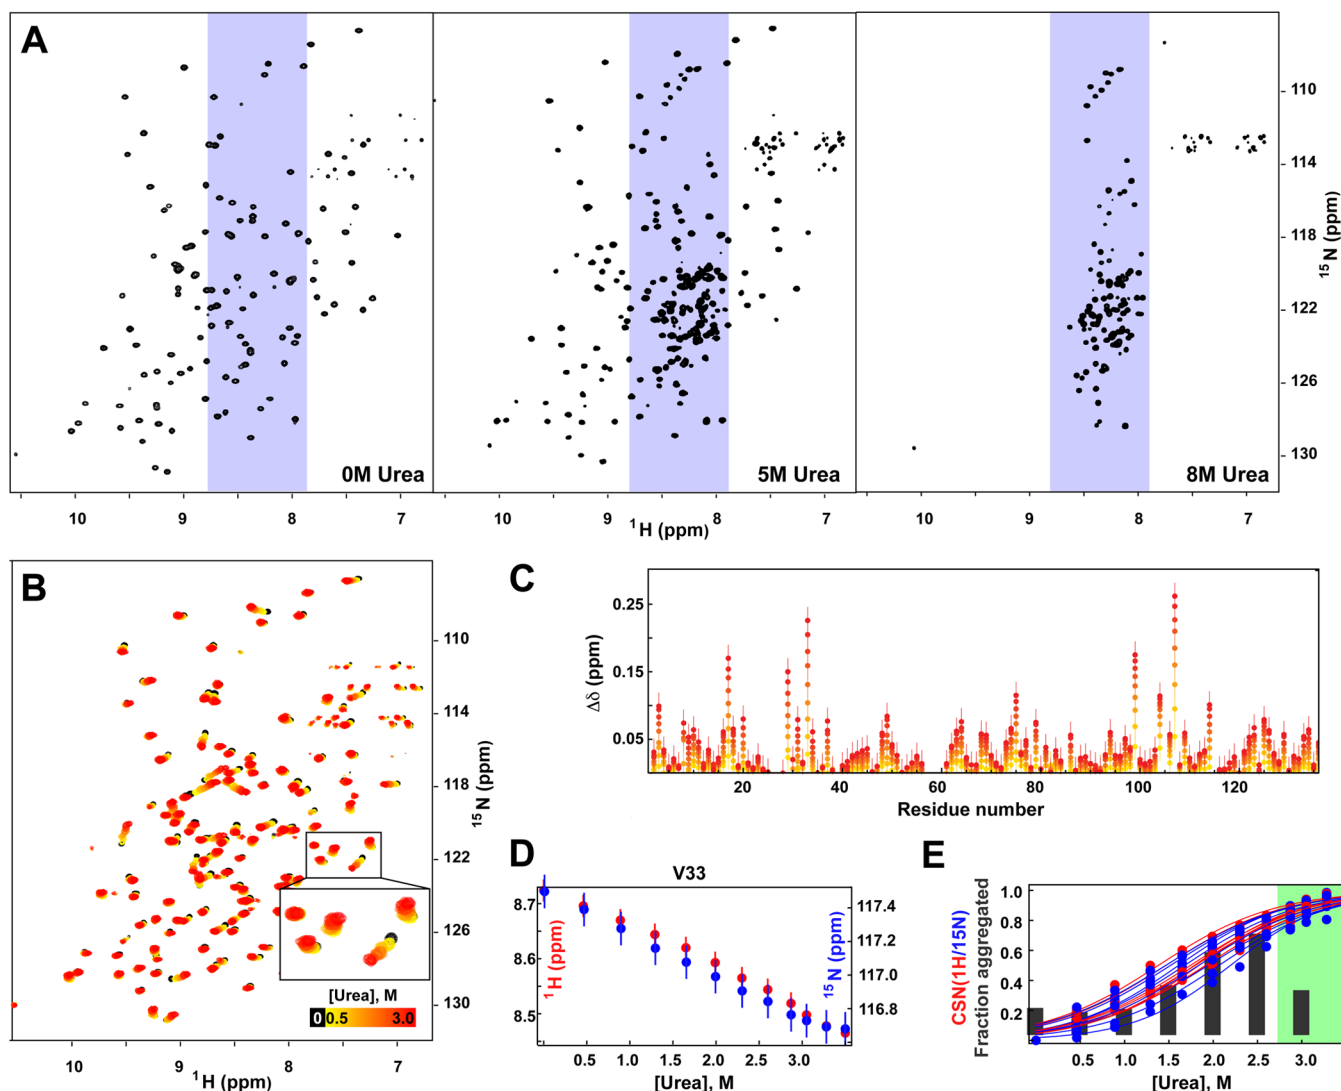 A
0M Urea
5M Urea
8M Urea
110
114
118
122
126
130
15N (ppm)
10 9 8 7 10 9 8 7 10 9 8 7
1H (ppm)
B
110
114
118
122
126
130
15N (ppm)
[Urea], M
0 0.5 3.0
10 9 8 7
1H (ppm)
C
0.25
0.15
0.05
Δδ (ppm)
20 40 60 80 100 120
Residue number
D
V33
8.7
8.6
8.5
1H (ppm)
117.4
117.2
117.0
116.8
15N (ppm)
0.5 1.0 1.5 2.0 2.5 3.0
[Urea], M
E
1.0
0.8
0.6
0.4
0.2
CSN(1H/15N)
Fraction aggregated
0.5 1.0 1.5 2.0 2.5 3.0
[Urea], M